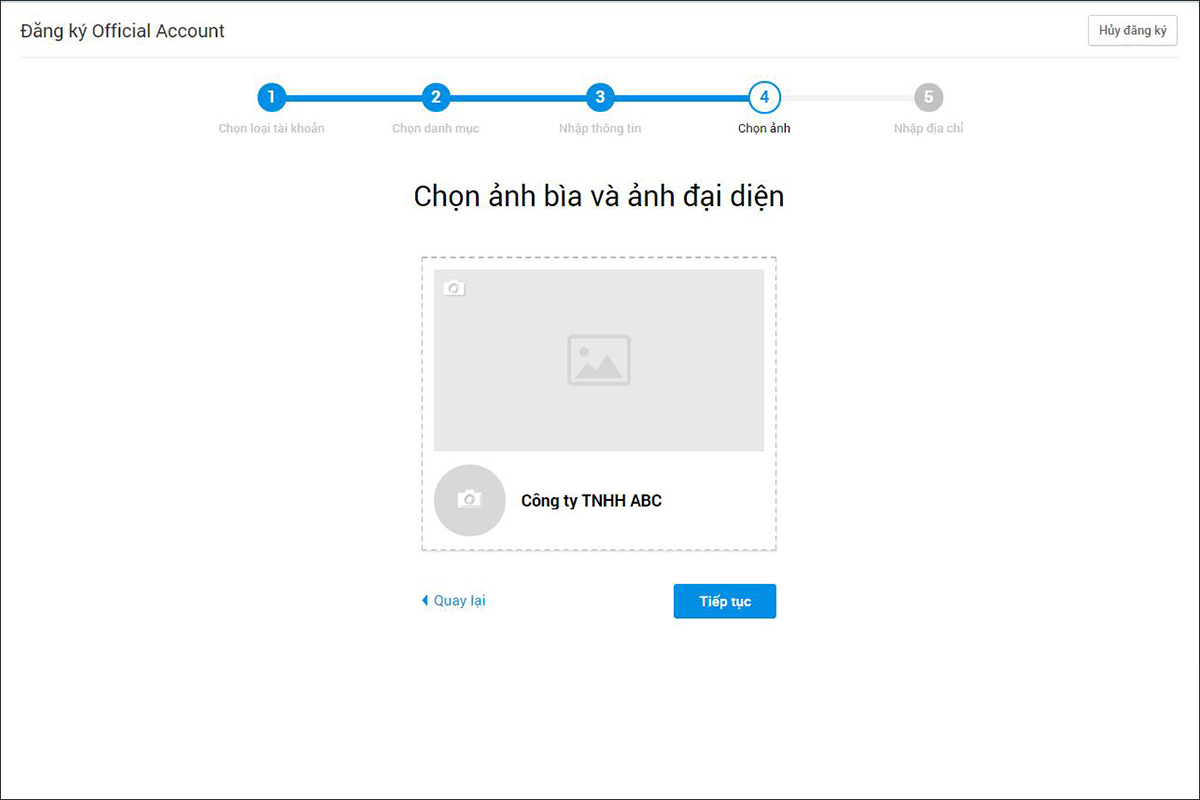 Đăng ký Official Account
Hủy đăng ký
1 2 3 4 5
Chọn loại tài khoản Chọn danh mục Nhập thông tin Chọn ảnh Nhập địa chỉ
Chọn ảnh bìa và ảnh đại diện
Công ty TNHH ABC
Quay lại
Tiếp tục